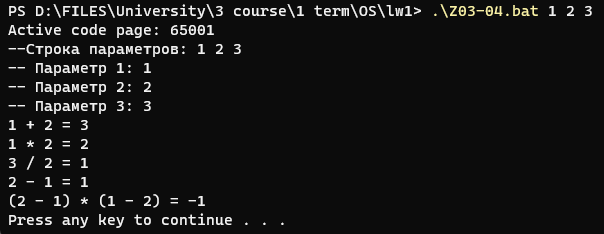 PS D:\FILES\University\3 course\1 term\OS\lw1> .\Z03-04.bat 1 2 3
Active code page: 65001
--Строка параметров: 1 2 3
-- Параметр 1: 1
-- Параметр 2: 2
-- Параметр 3: 3
1 + 2 = 3
1 * 2 = 2
3 / 2 = 1
2 - 1 = 1
(2 - 1) * (1 - 2) = -1
Press any key to continue . . .